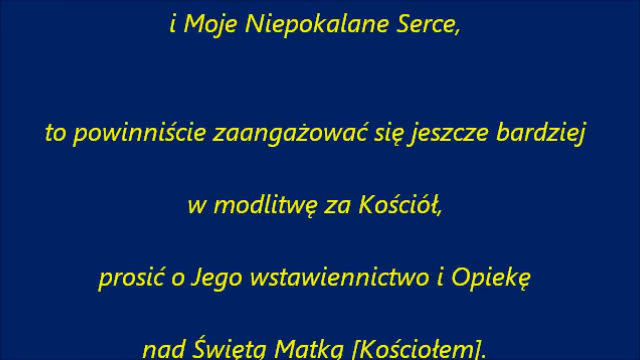 i Moje Niepokalane Serce,
to powinniście zaangażować się jeszcze bardziej
w modlitwę za Kościół,
prosić o Jego wstawiennictwo i Opiekę
nad Świętą Matką [Kościołem].